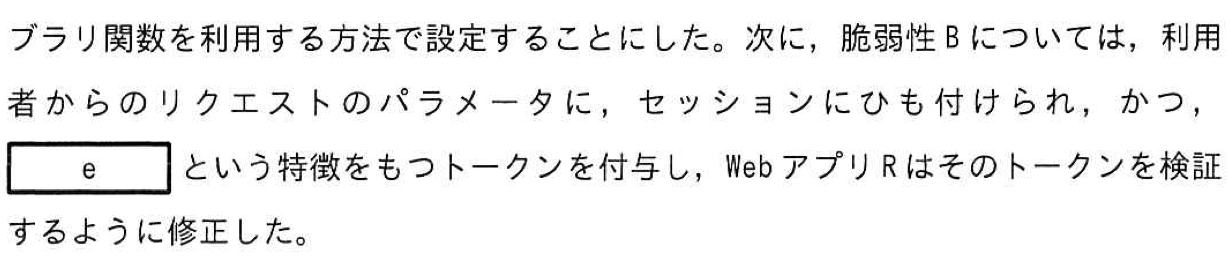 ブラリ関数を利用する方法で設定することにした。次に，脆弱性Bについては，利用
者からのリクエストのパラメータに，セッションにひも付けられ，かつ，
eという特徴をもつトークンを付与し，WebアプリRはそのトークンを検証
するように修正した。